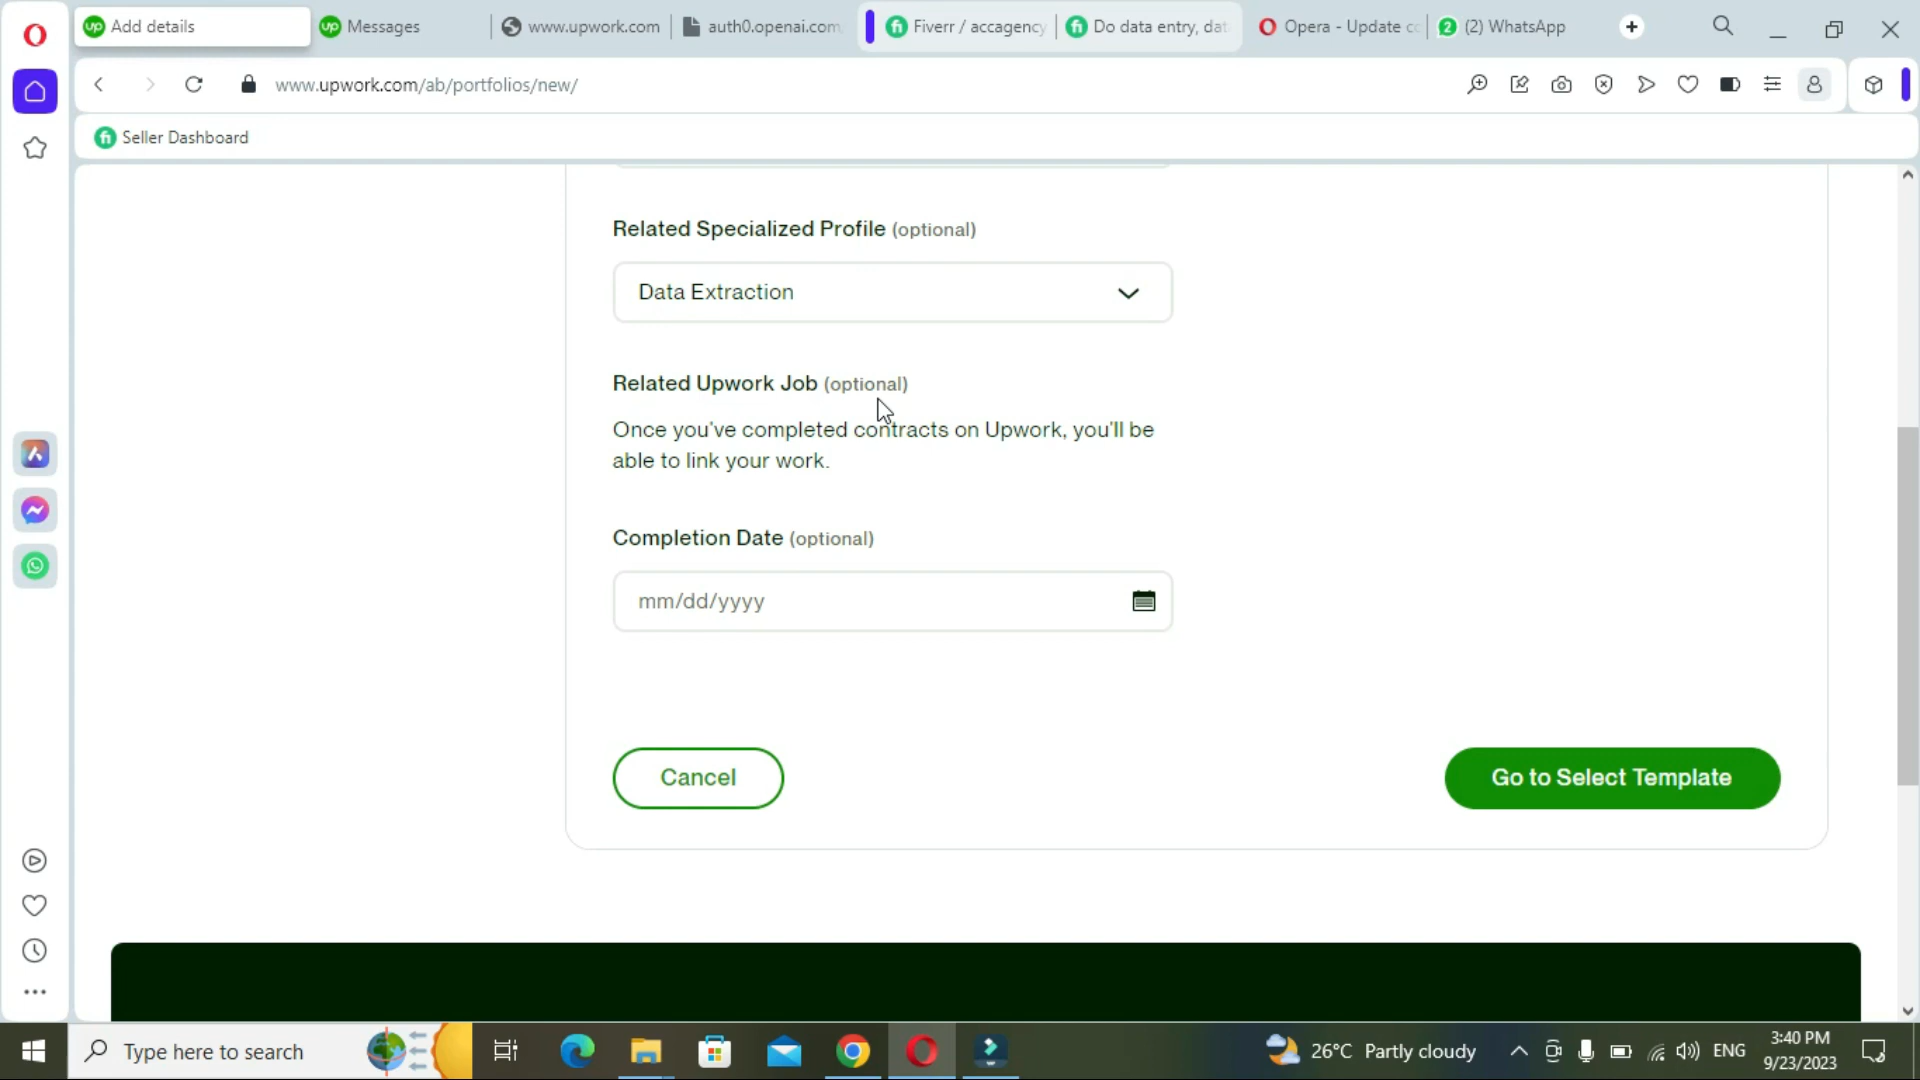 Add details
Messages
www.upwork.com
auth0.openai.com
Fiverr / accagency
Do data entry, dat
Opera - Update co
(2) WhatsApp
www.upwork.com/ab/portfolios/new/
Seller Dashboard
Related Specialized Profile (optional)
Data Extraction
Related Upwork Job (optional)
Once you've completed contracts on Upwork, you'll be
able to link your work.
Completion Date (optional)
mm/dd/yyyy
Cancel
Go to Select Template
Type here to search
26°C Partly cloudy
ENG
3:40 PM
9/23/2023